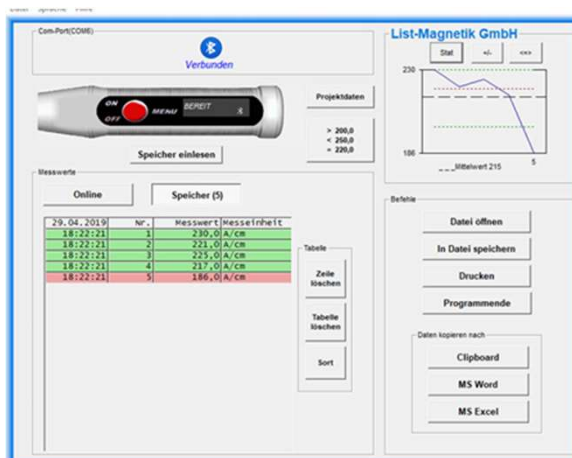 Datei Sprache Hilfe
Com-Port(COM6)
Verbunden
ON
OFF
MENU
BEREIT
Speicher einlesen
Projektdaten
> 200,0
< 250,0
= 220,0
Messwerte
Online
Speicher (5)
29.04.2019 Nr. Messwert Messeinheit
18:22:21 1 230,0 A/cm
18:22:21 2 221,0 A/cm
18:22:21 3 225,0 A/cm
18:22:21 4 217,0 A/cm
18:22:21 5 186,0 A/cm
Tabelle
Zeile
löschen
Tabelle
löschen
Sort
List-Magnetik GmbH
Stat
+/-
<=>
230
186
5
___Mittelwert 215
Befehle
Datei öffnen
In Datei speichern
Drucken
Programmende
Daten kopieren nach
Clipboard
MS Word
MS Excel